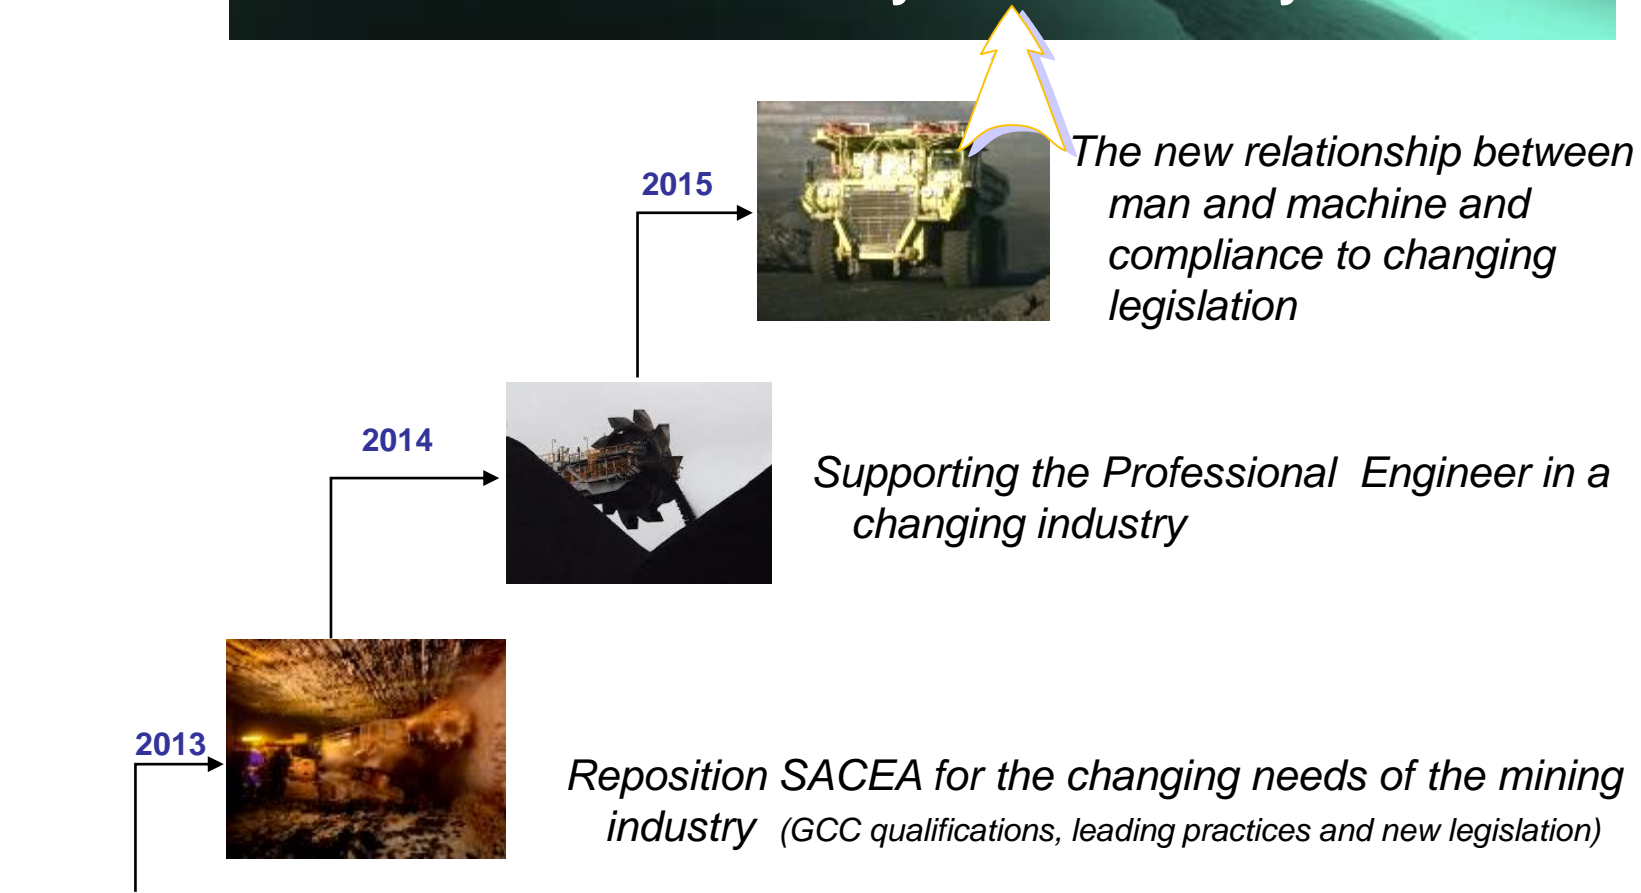 2015
The new relationship between
man and machine and
compliance to changing
legislation
2014
Supporting the Professional Engineer in a
changing industry
2013
Reposition SACEA for the changing needs of the mining
industry (GCC qualifications, leading practices and new legislation)